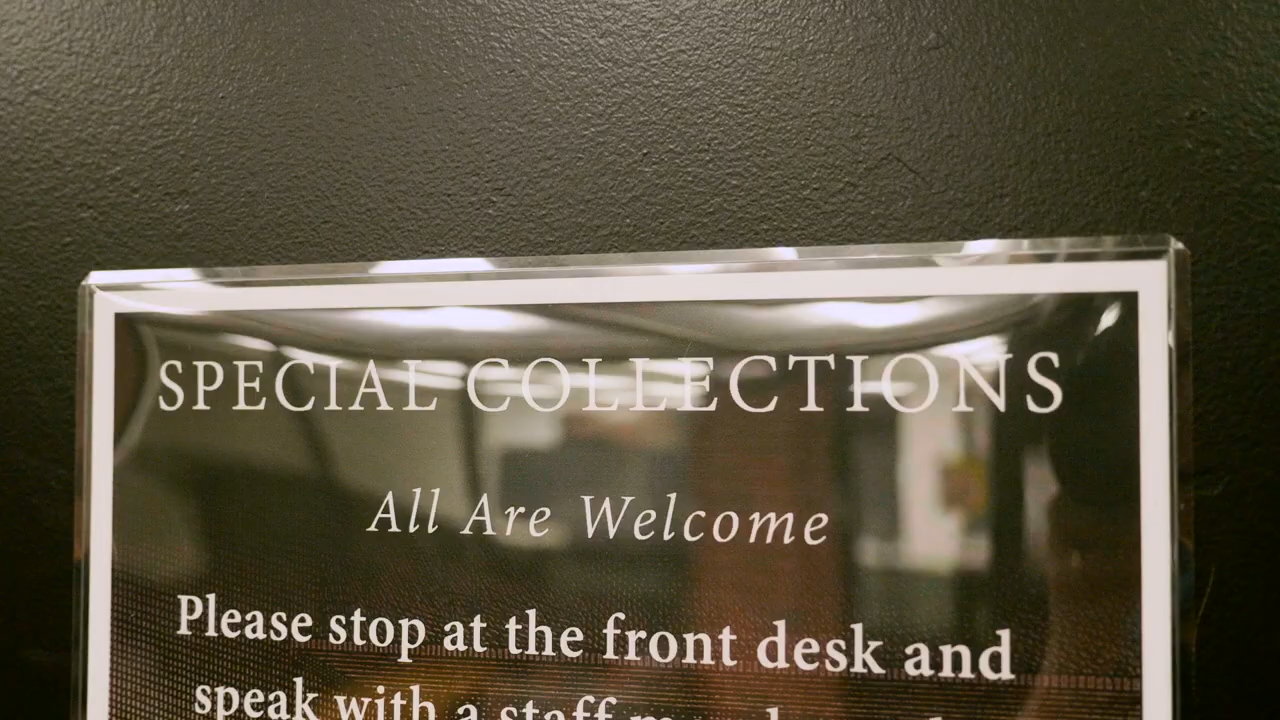 SPECIAL COLLECTIONS
All Are Welcome
Please stop at the front desk and
speak with a staff